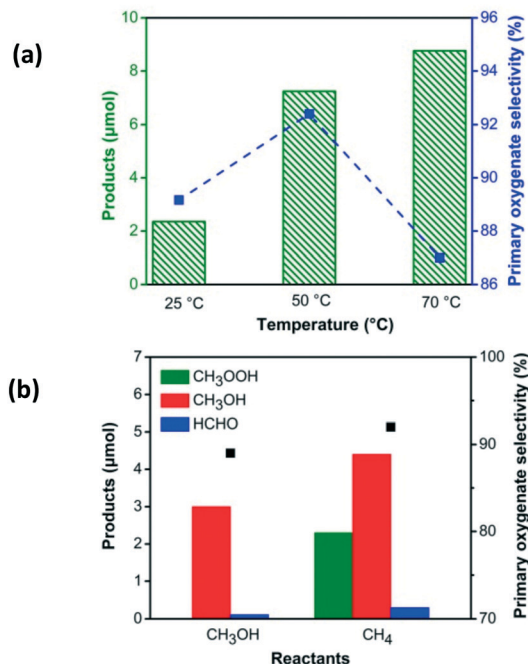 (a)
Products (μmol)
10
8
6
4
2
0
96
94
92
90
88
86
Primary oxygenate selectivity (%)
25 °C
50 °C
70 °C
Temperature (°C)
(b)
Products (μmol)
7
6
5
4
3
2
1
0
CH₃OOH
CH₃OH
HCHO
100
90
80
70
Primary oxygenate selectivity (%)
CH₃OH
CH₄
Reactants